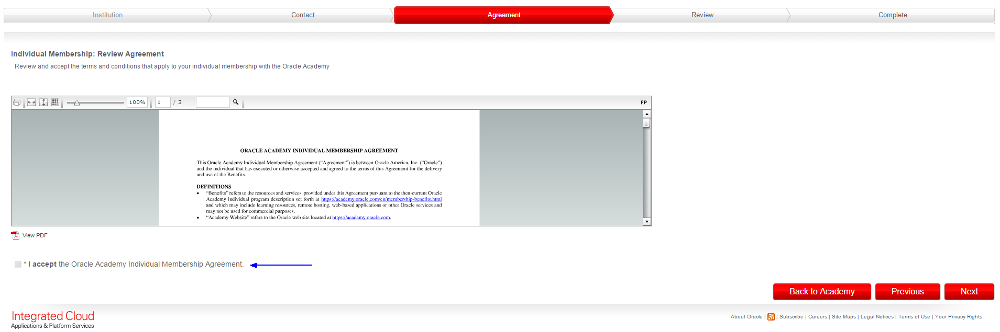 Institution
Contact
Agreement
Review
Complete
Individual Membership: Review Agreement
Review and accept the terms and conditions that apply to your individual membership with the Oracle Academy
100%
1
/ 3
FP
ORACLE ACADEMY INDIVIDUAL MEMBERSHIP AGREEMENT
This Oracle Academy Individual Membership Agreement (“Agreement”) is between Oracle America, Inc. (“Oracle”)
and the individual that has executed or otherwise accepted and agreed to the terms of this Agreement for the delivery
and use of the Benefits.
DEFINITIONS
• “Benefits” refers to the resources and services provided under this Agreement pursuant to the then-current Oracle
Academy individual program description set forth at https://academy.oracle.com/en/membership-benefits.html
and which may include learning resources, remote hosting, web-based applications or other Oracle services and
may not be used for commercial purposes.
• “Academy Website” refers to the Oracle web site located at https://academy.oracle.com.
View PDF
* I accept the Oracle Academy Individual Membership Agreement.
Back to Academy
Previous
Next
Integrated Cloud
Applications & Platform Services
About Oracle | | Subscribe | Careers | Site Maps | Legal Notices | Terms of Use | Your Privacy Rights